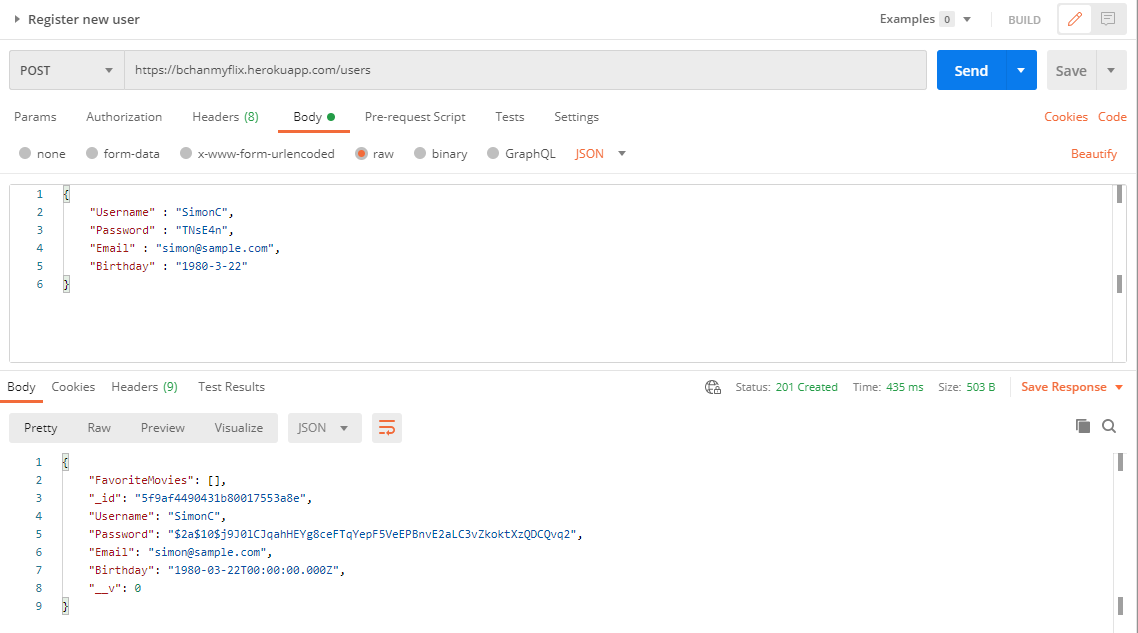 Register new user
Examples 0 BUILD
POST https://bchanmyflix.herokuapp.com/users Send Save
Params Authorization Headers (8) Body Pre-request Script Tests Settings Cookies Code
none form-data x-www-form-urlencoded raw binary GraphQL JSON Beautify
1 {
2 "Username" : "SimonC",
3 "Password" : "TNsE4n",
4 "Email" : "simon@sample.com",
5 "Birthday" : "1980-3-22"
6 }
Body Cookies Headers (9) Test Results Status: 201 Created Time: 435 ms Size: 503 B Save Response
Pretty Raw Preview Visualize JSON
1 {
2 "FavoriteMovies": [],
3 "_id": "5f9af4490431b80017553a8e",
4 "Username": "SimonC",
5 "Password": "$2a$10$j9J0lCJqahHEYg8ceFTqYepF5VeEPBnvE2aLC3vZkoktXzQDCQvq2",
6 "Email": "simon@sample.com",
7 "Birthday": "1980-03-22T00:00:00.000Z",
8 "__v": 0
9 }